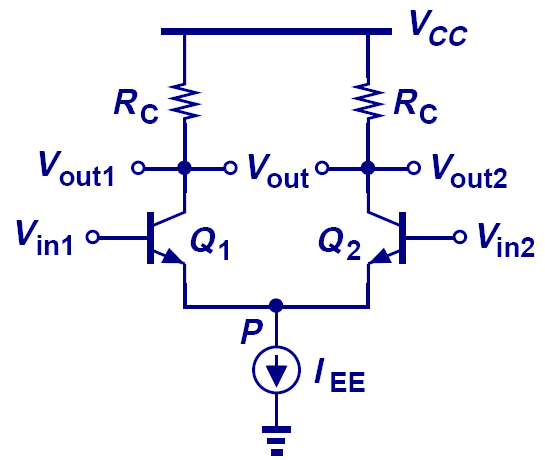 VCC
RC RC
Vout1 Vout Vout2
Vin1 Q1 Q2 Vin2
P
IEE